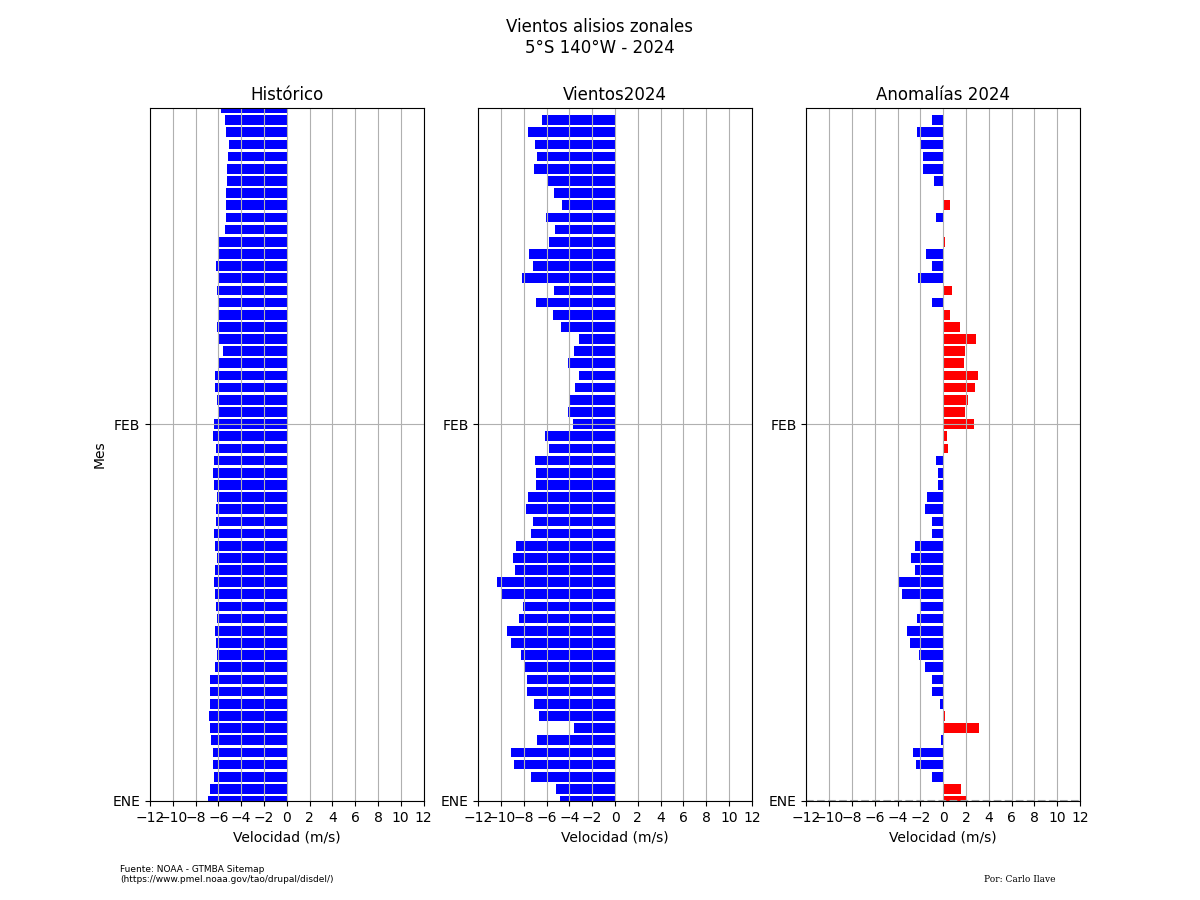 Vientos alisios zonales
5°S 140°W - 2024
Histórico
Vientos2024
Anomalías 2024
Mes
FEB
FEB
FEB
ENE
ENE
ENE
−12 −10 −8 −6 −4 −2 0 2 4 6 8 10 12
−12 −10 −8 −6 −4 −2 0 2 4 6 8 10 12
−12 −10 −8 −6 −4 −2 0 2 4 6 8 10 12
Velocidad (m/s)
Velocidad (m/s)
Velocidad (m/s)
Fuente: NOAA - GTMBA Sitemap
(https://www.pmel.noaa.gov/tao/drupal/disdel/)
Por: Carlo Ilave